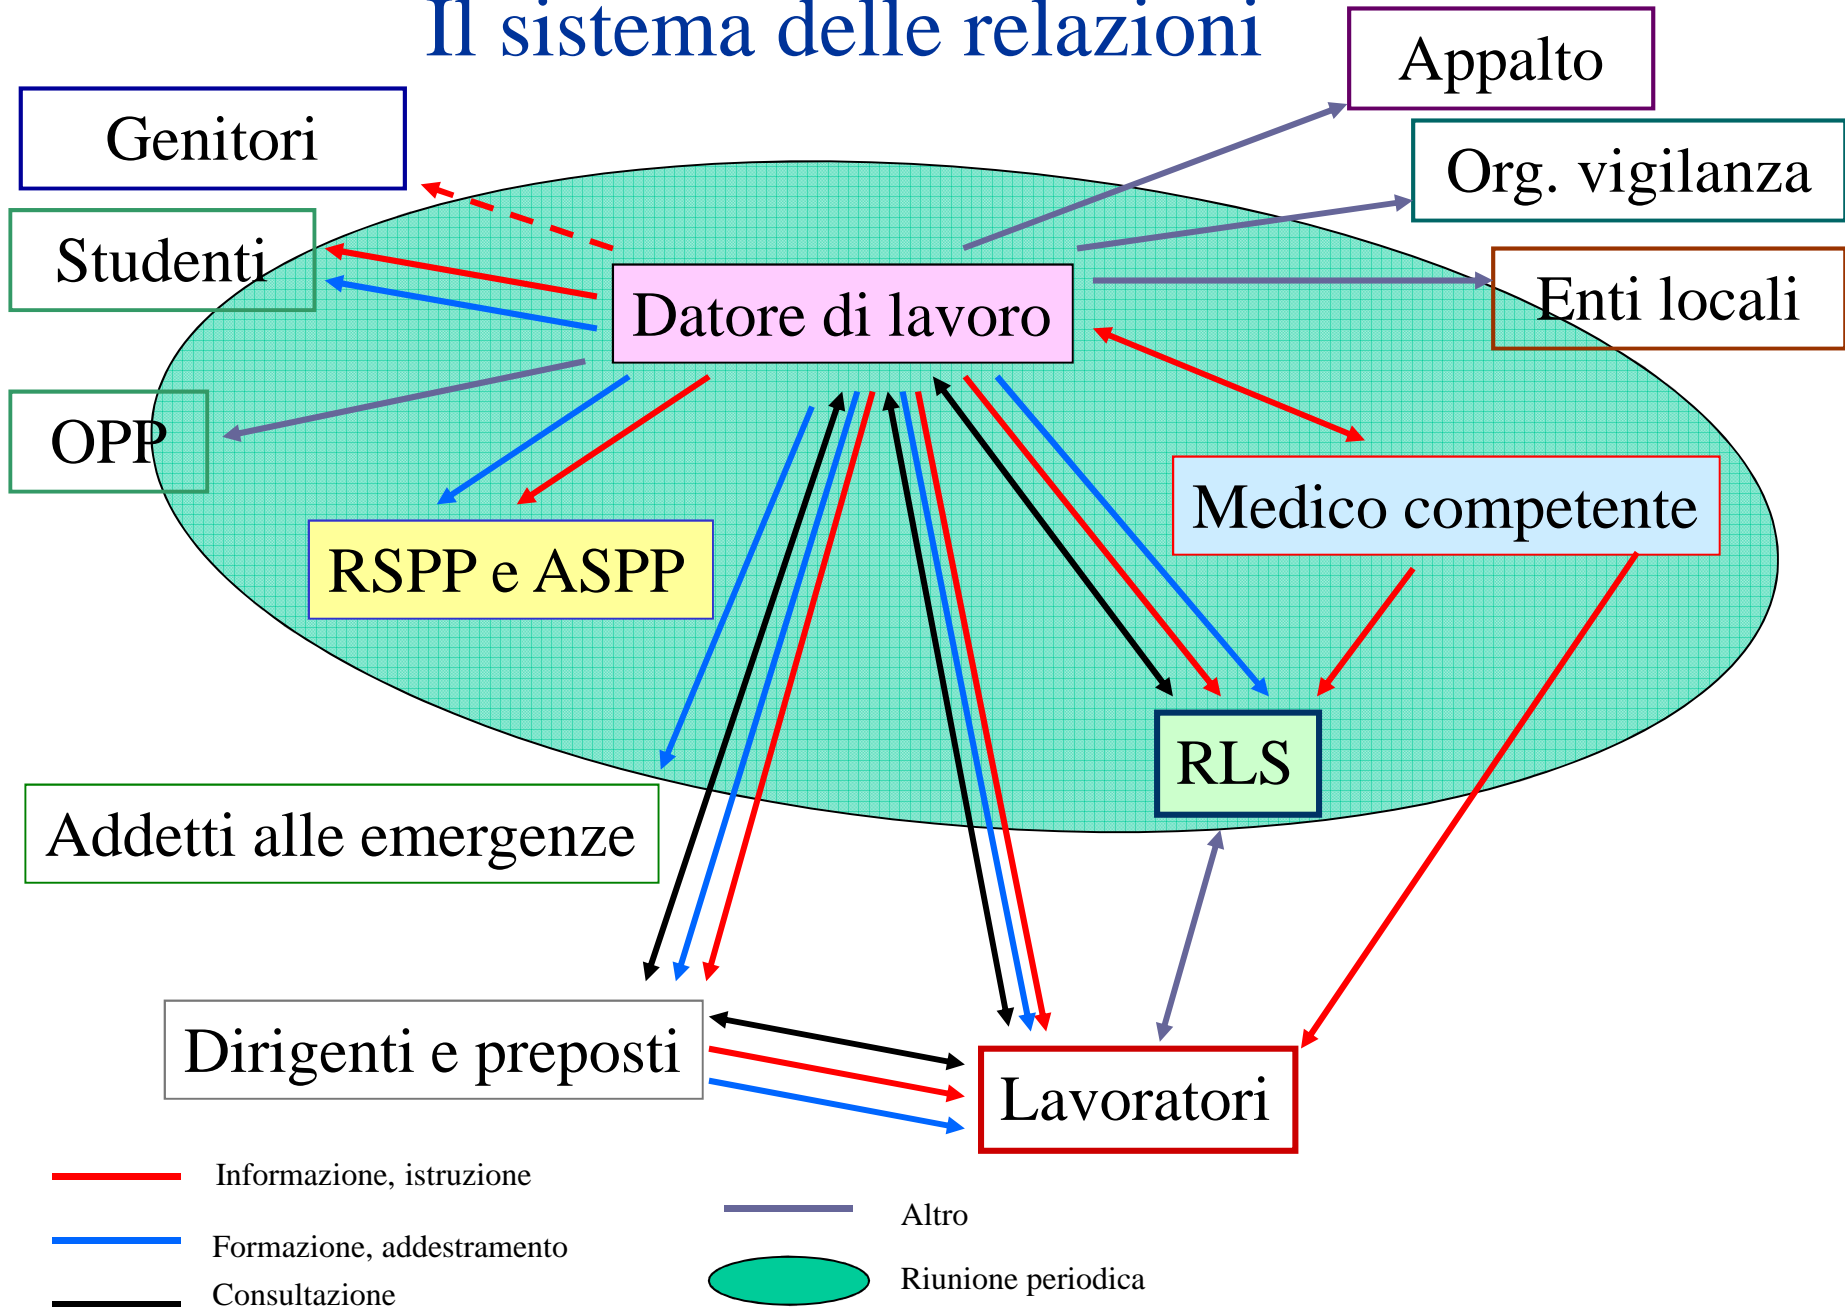 Il sistema delle relazioni
Appalto
Genitori
Org. vigilanza
Studenti
Enti locali
Datore di lavoro
OPP
Medico competente
RSPP e ASPP
RLS
Addetti alle emergenze
Dirigenti e preposti
Lavoratori
Informazione, istruzione
Altro
Formazione, addestramento
Riunione periodica
Consultazione